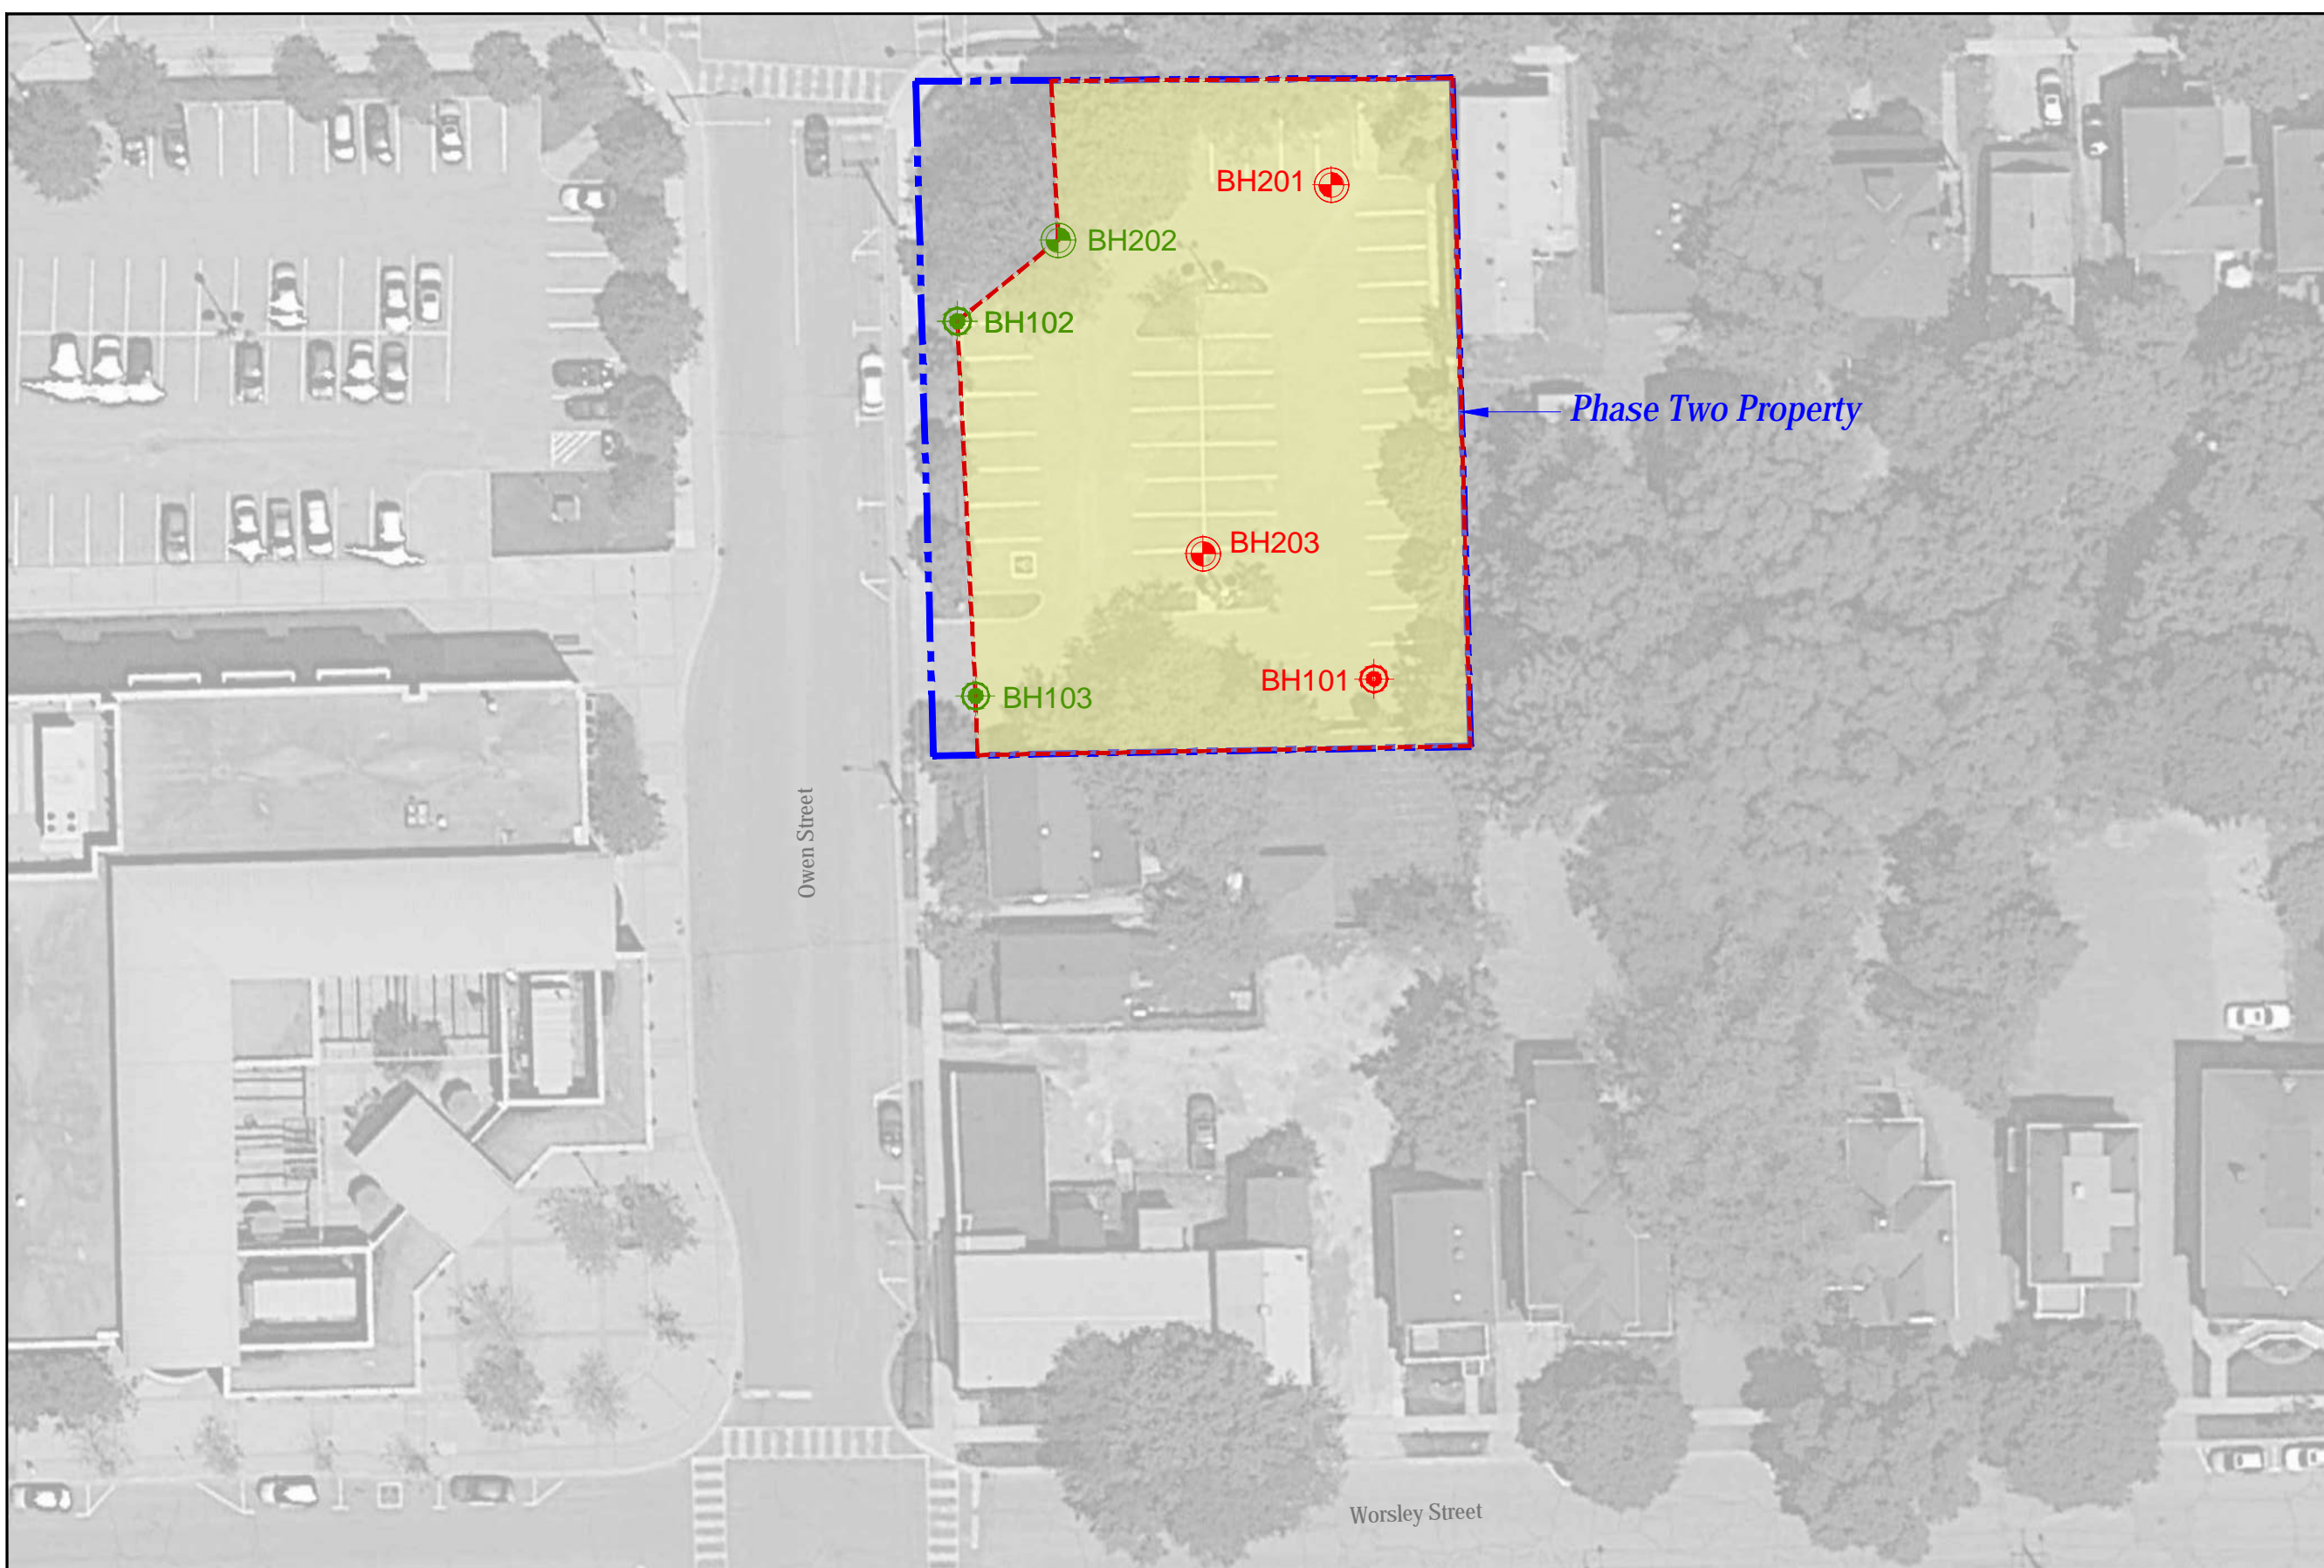 BH201
BH202
BH102
Phase Two Property
BH203
BH101
BH103
Owen Street
Worsley Street